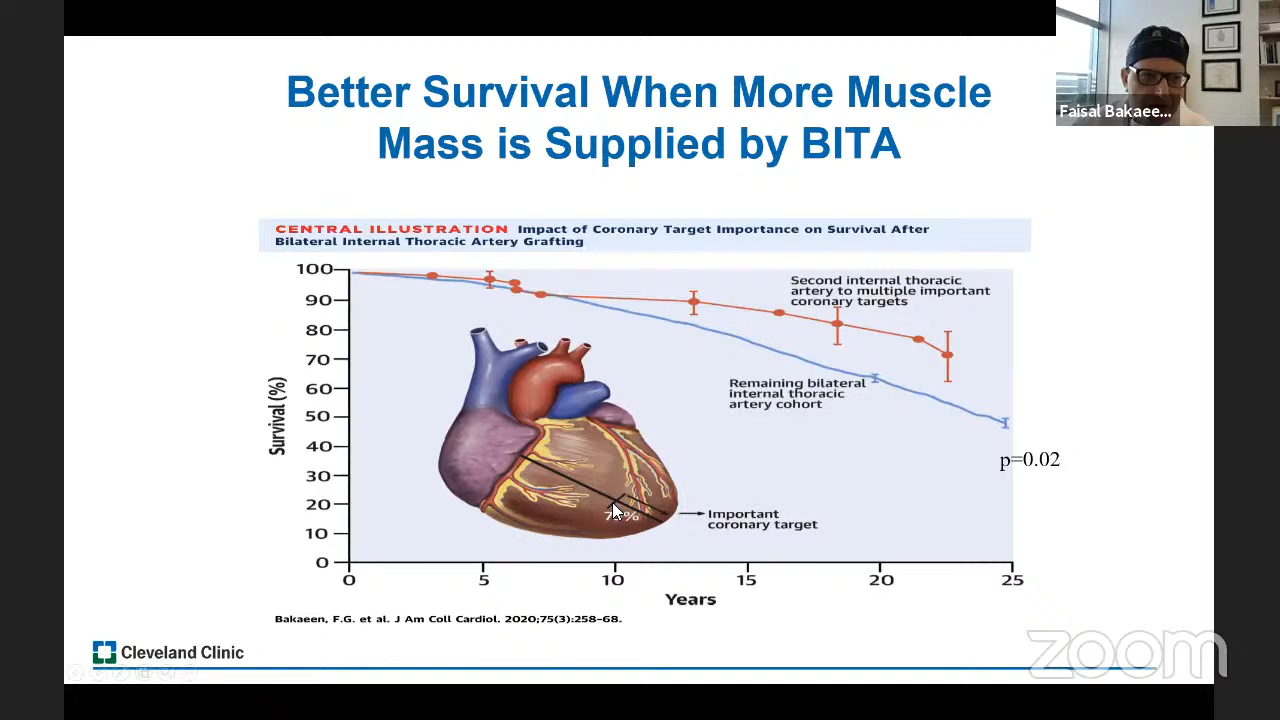 Better Survival When More Muscle
Mass is Supplied by BITA
Faisal Bakaee...
CENTRAL ILLUSTRATION Impact of Coronary Target Importance on Survival After
Bilateral Internal Thoracic Artery Grafting
100
90
80
70
60
50
40
30
20
10
0
Survival (%)
Second internal thoracic
artery to multiple important
coronary targets
Remaining bilateral
internal thoracic
artery cohort
p=0.02
Important
coronary target
0
5
10
15
20
25
Years
Bakaeen, F.G. et al. J Am Coll Cardiol. 2020;75(3):258–68.
Cleveland Clinic
zoom